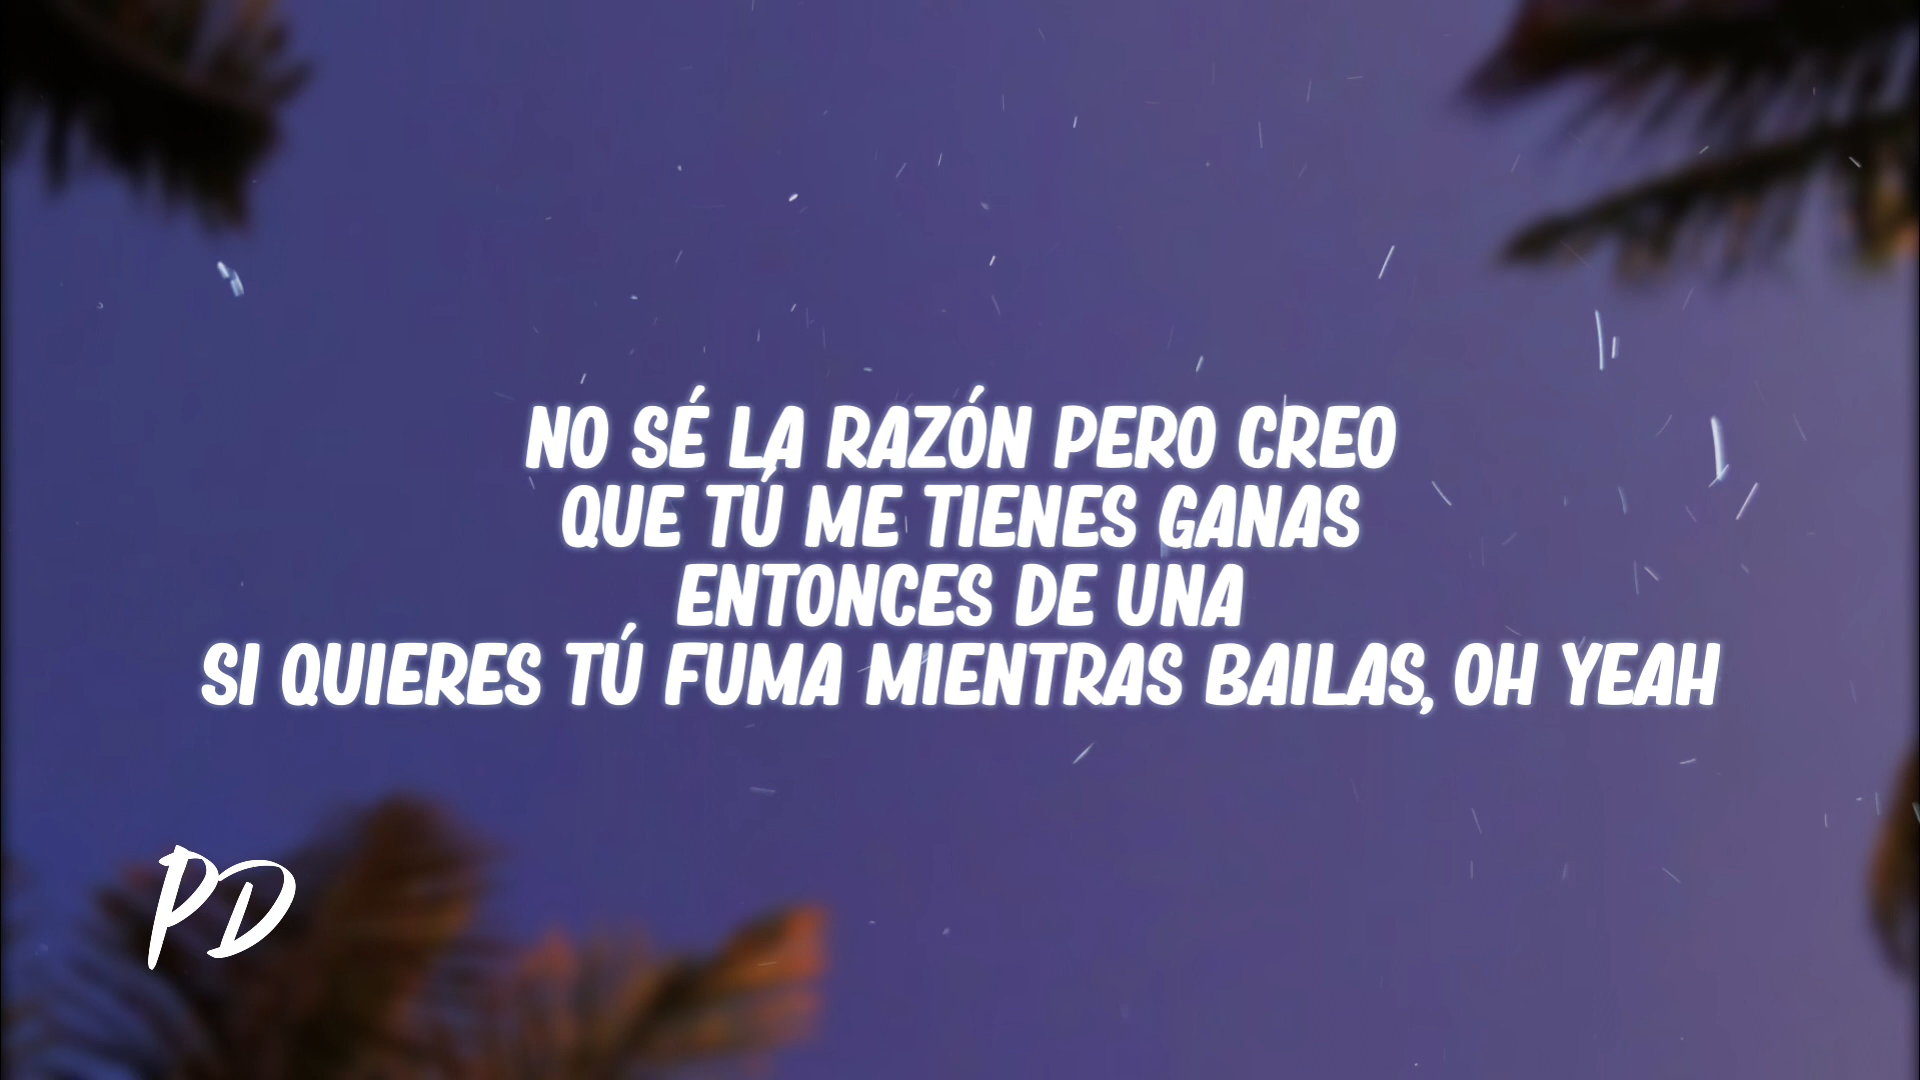 NO SÉ LA RAZÓN PERO CREO
QUE TÚ ME TIENES GANAS
ENTONCES DE UNA
SI QUIERES TÚ FUMA MIENTRAS BAILAS, OH YEAH
PD